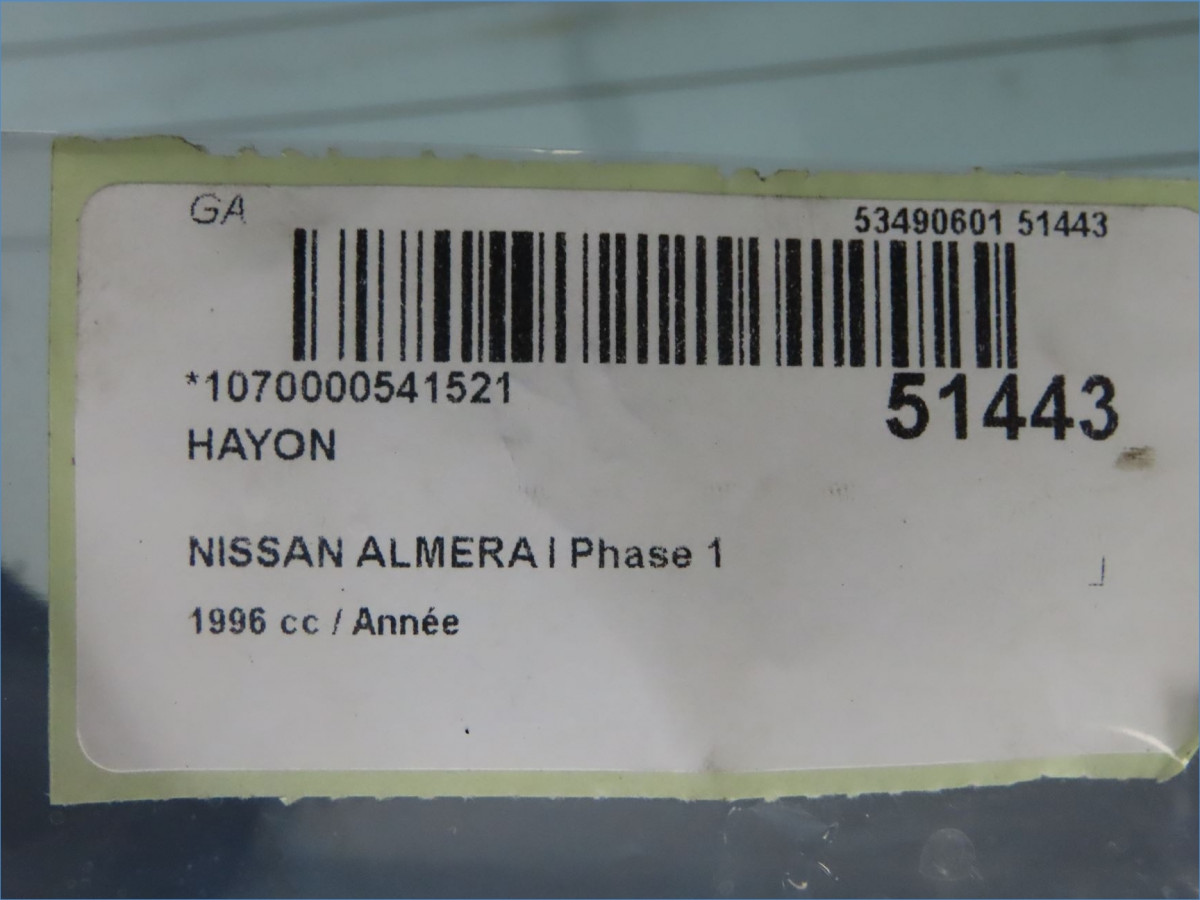 GA
53490601 51443
*1070000541521
51443
HAYON
NISSAN ALMERA I Phase 1
1996 cc / Année